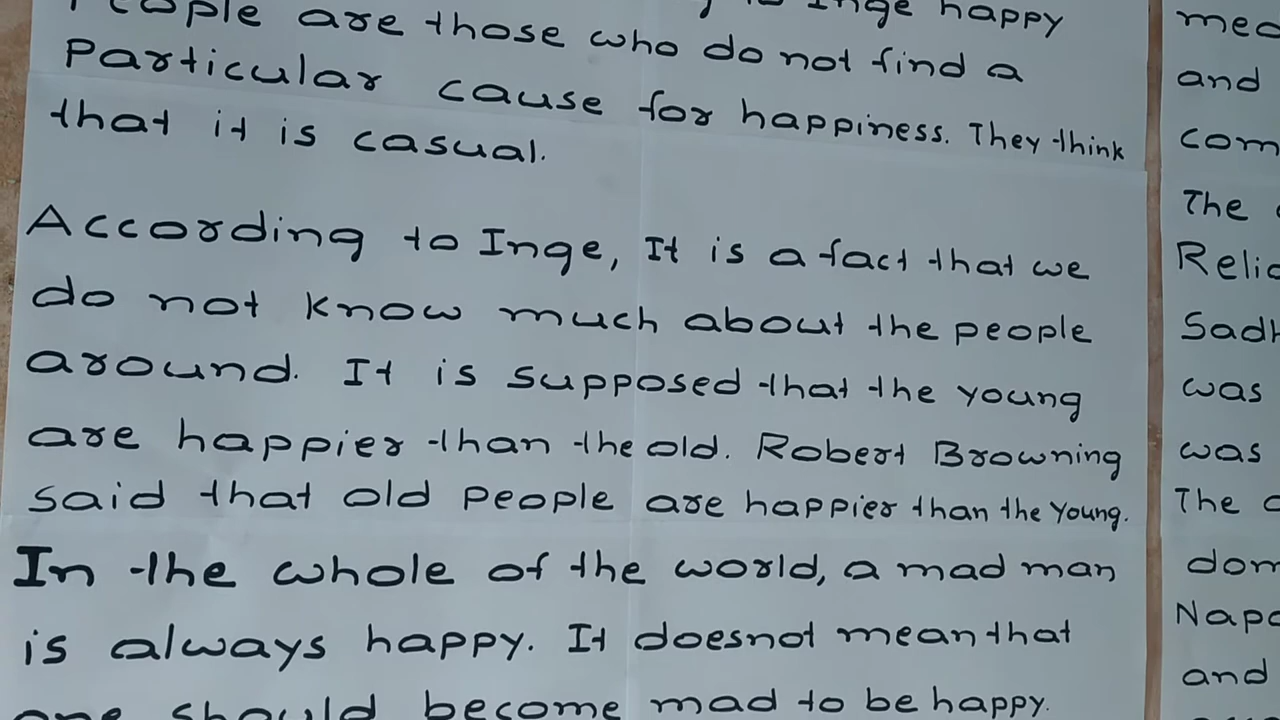 People are those who do not find a
Particular cause for happiness. They think
that it is casual.
According to Inge, It is a fact that we
do not know much about the people
around. It is supposed that the young
are happier than the old. Robert Browning
said that old people are happier than the young.
In the whole of the world, a mad man
is always happy. It doesnot mean that
one should become mad to be happy.
and
The
was
was
The
and